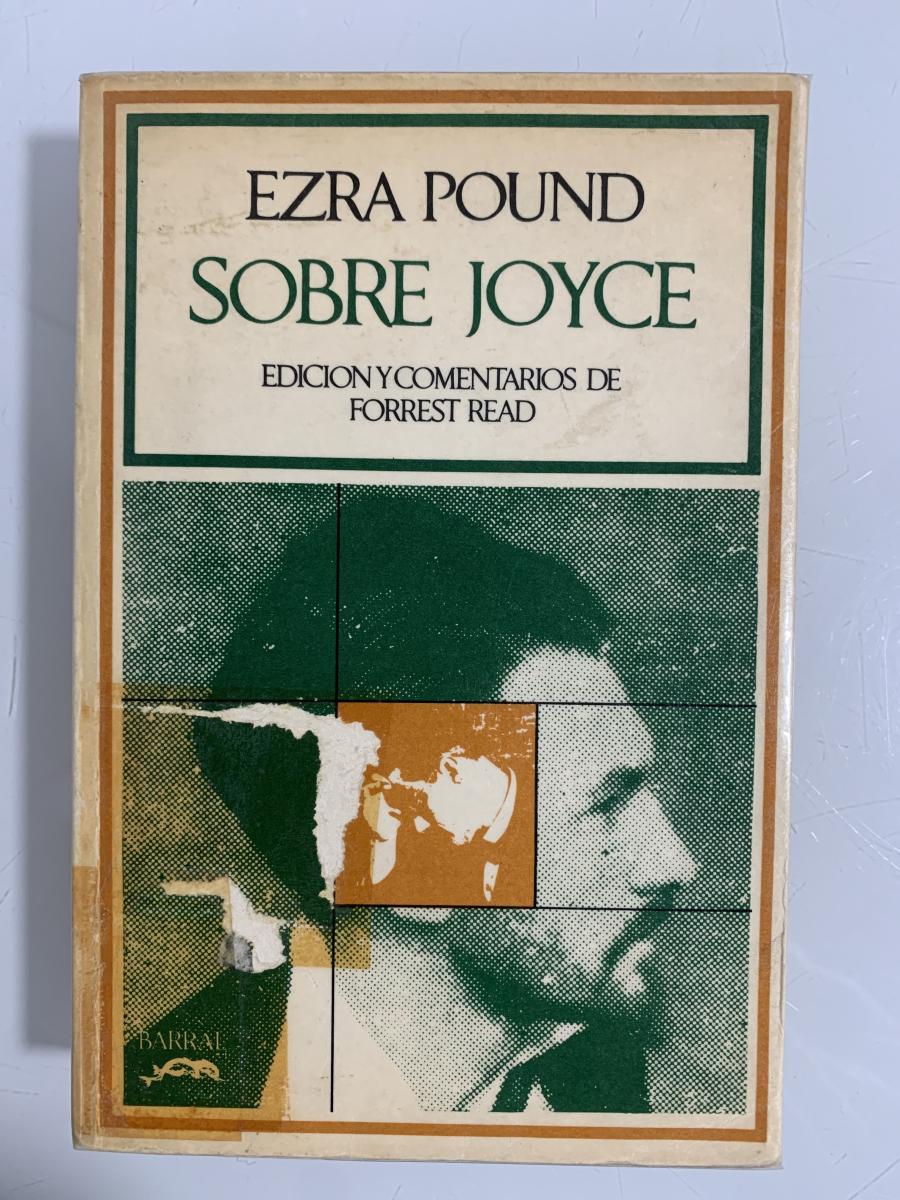 EZRA POUND
SOBRE JOYCE
EDICION Y COMENTARIOS DE
FORREST READ
BARRAL